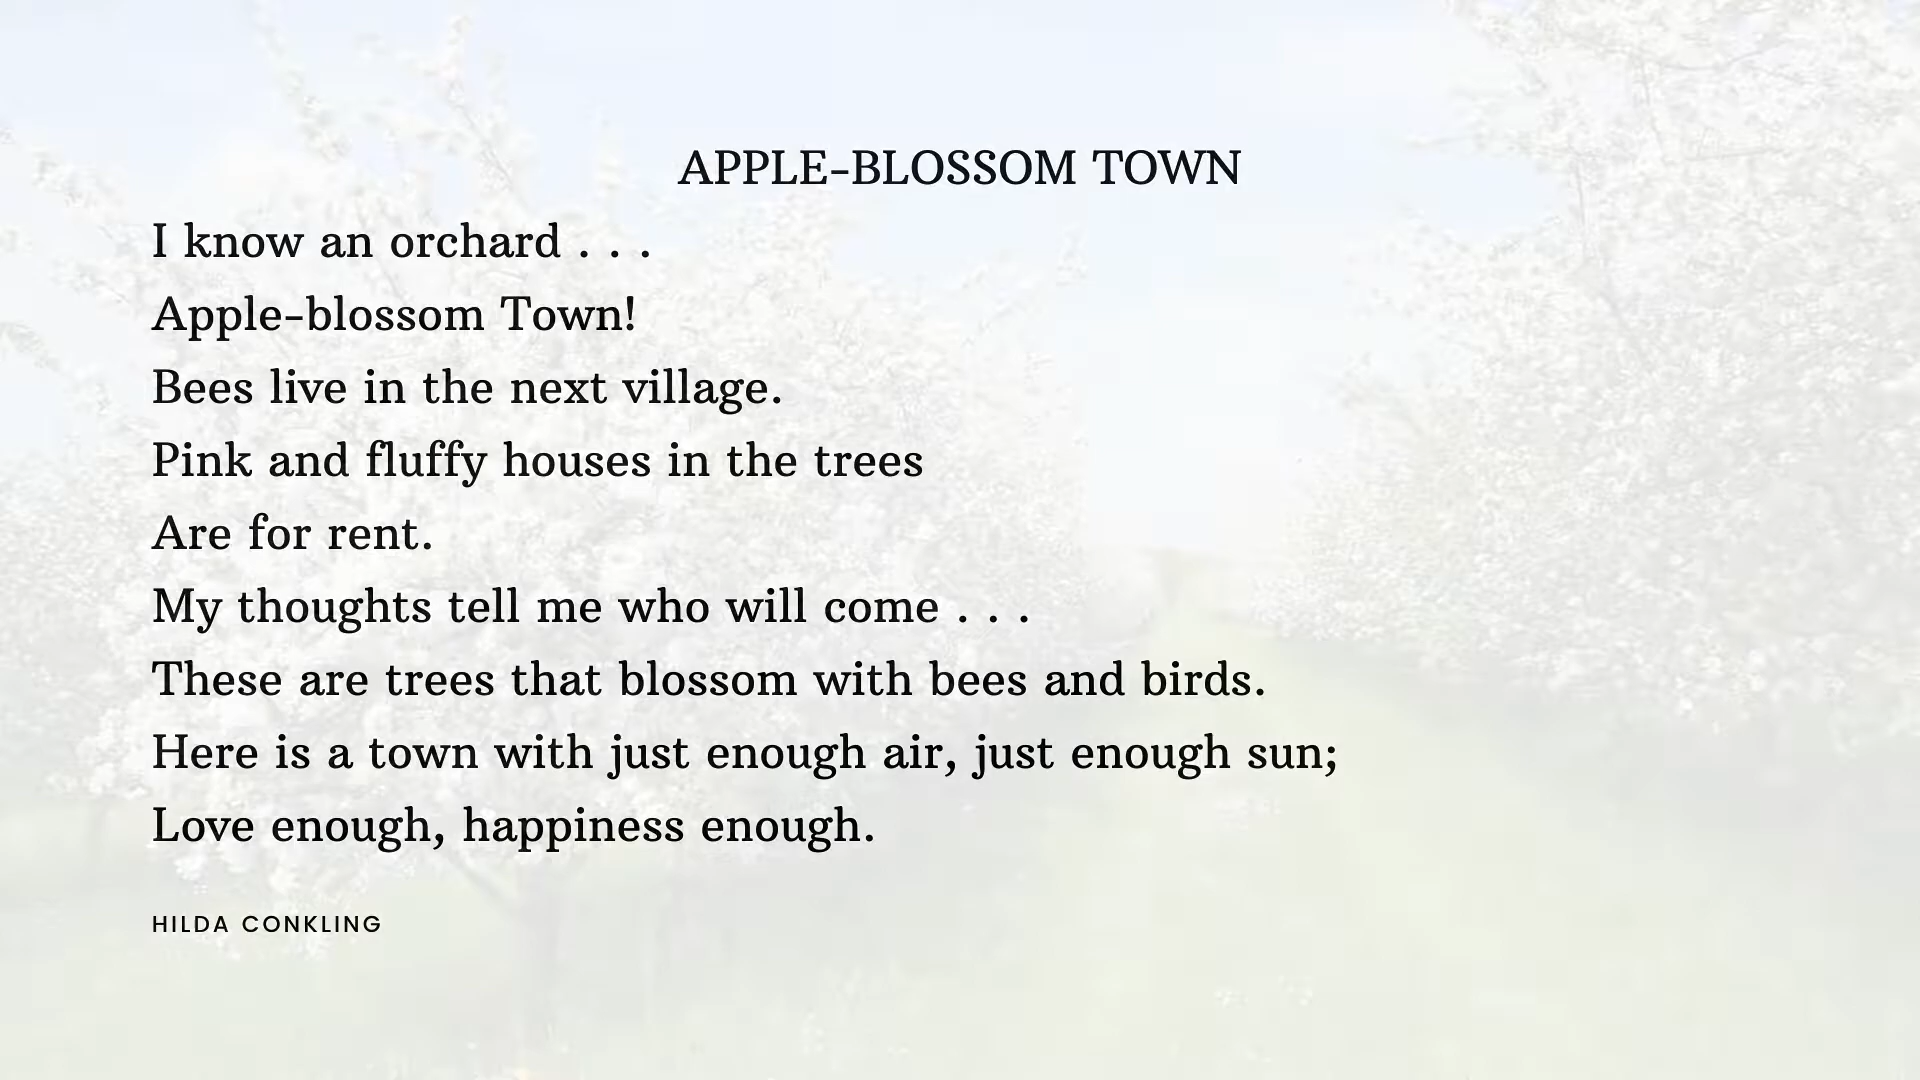 APPLE-BLOSSOM TOWN
I know an orchard . . .
Apple-blossom Town!
Bees live in the next village.
Pink and fluffy houses in the trees
Are for rent.
My thoughts tell me who will come . . .
These are trees that blossom with bees and birds.
Here is a town with just enough air, just enough sun;
Love enough, happiness enough.
HILDA CONKLING